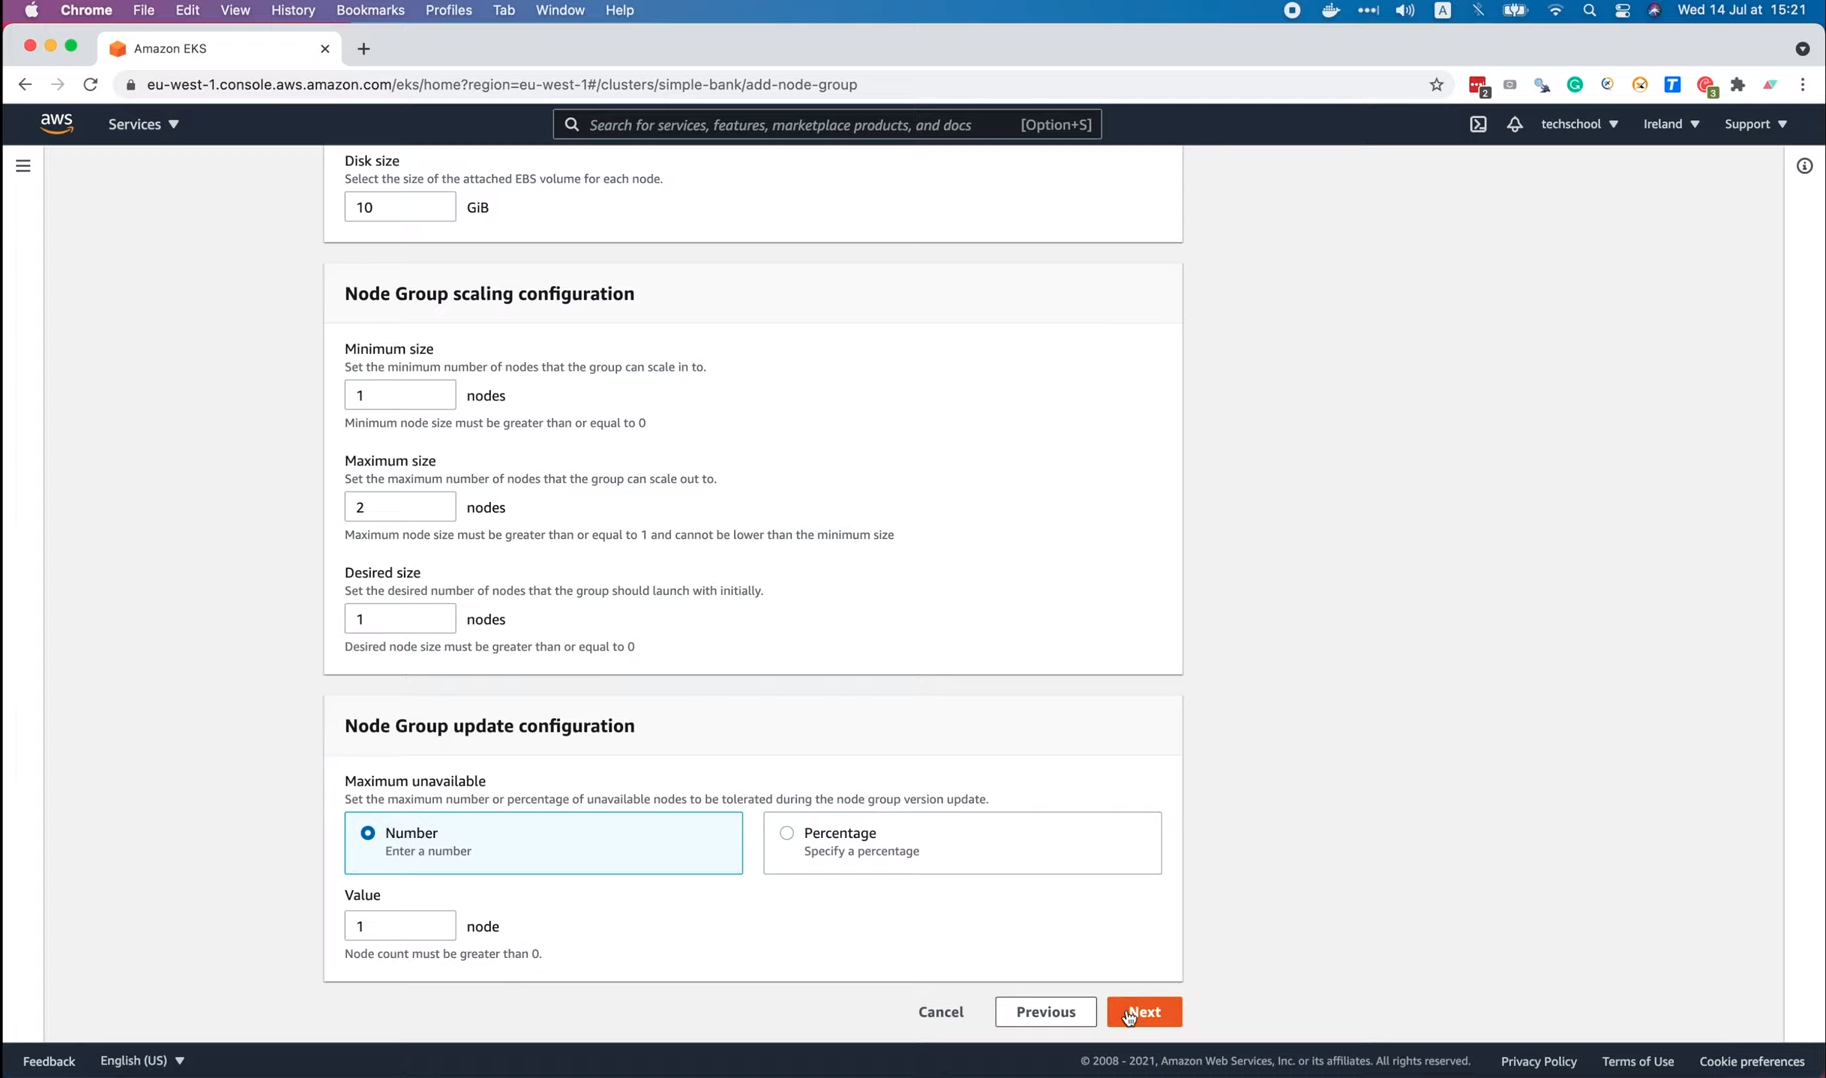 Chrome File Edit View History Bookmarks Profiles Tab Window Help A Wed 14 Jul at 15:21
Amazon EKS
eu-west-1.console.aws.amazon.com/eks/home?region=eu-west-1#/clusters/simple-bank/add-node-group 2 T 3
aws Services Search for services, features, marketplace products, and docs [Option+S] techschool Ireland Support
Disk size
Select the size of the attached EBS volume for each node.
10 GiB
Node Group scaling configuration
Minimum size
Set the minimum number of nodes that the group can scale in to.
1 nodes
Minimum node size must be greater than or equal to 0
Maximum size
Set the maximum number of nodes that the group can scale out to.
2 nodes
Maximum node size must be greater than or equal to 1 and cannot be lower than the minimum size
Desired size
Set the desired number of nodes that the group should launch with initially.
1 nodes
Desired node size must be greater than or equal to 0
Node Group update configuration
Maximum unavailable
Set the maximum number or percentage of unavailable nodes to be tolerated during the node group version update.
Number Percentage
Enter a number Specify a percentage
Value
1 node
Node count must be greater than 0.
Cancel Previous Next
Feedback English (US) © 2008 - 2021, Amazon Web Services, Inc. or its affiliates. All rights reserved. Privacy Policy Terms of Use Cookie preferences